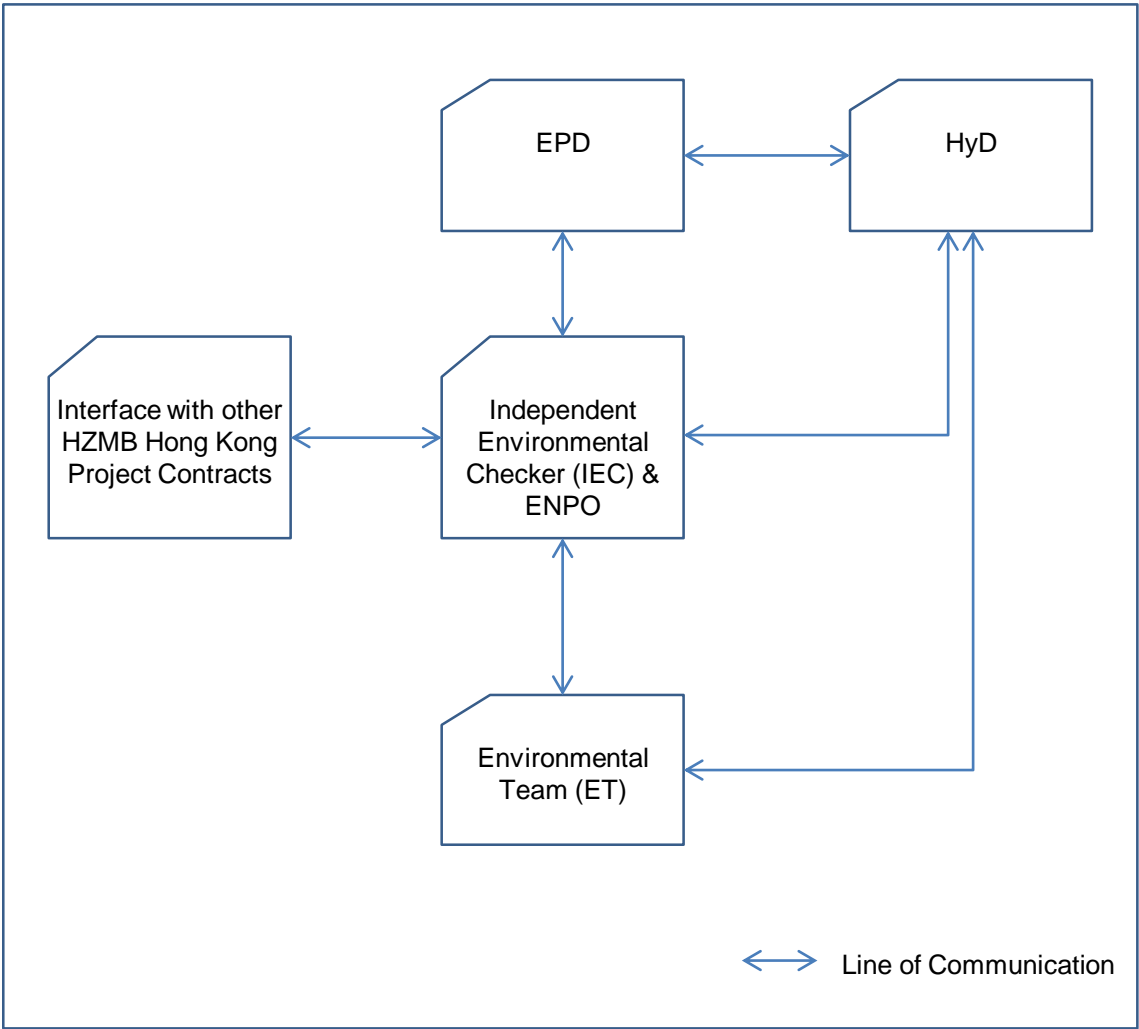 EPD
HyD
Interface with other
HZMB Hong Kong
Project Contracts
Independent
Environmental
Checker (IEC) &
ENPO
Environmental
Team (ET)
Line of Communication